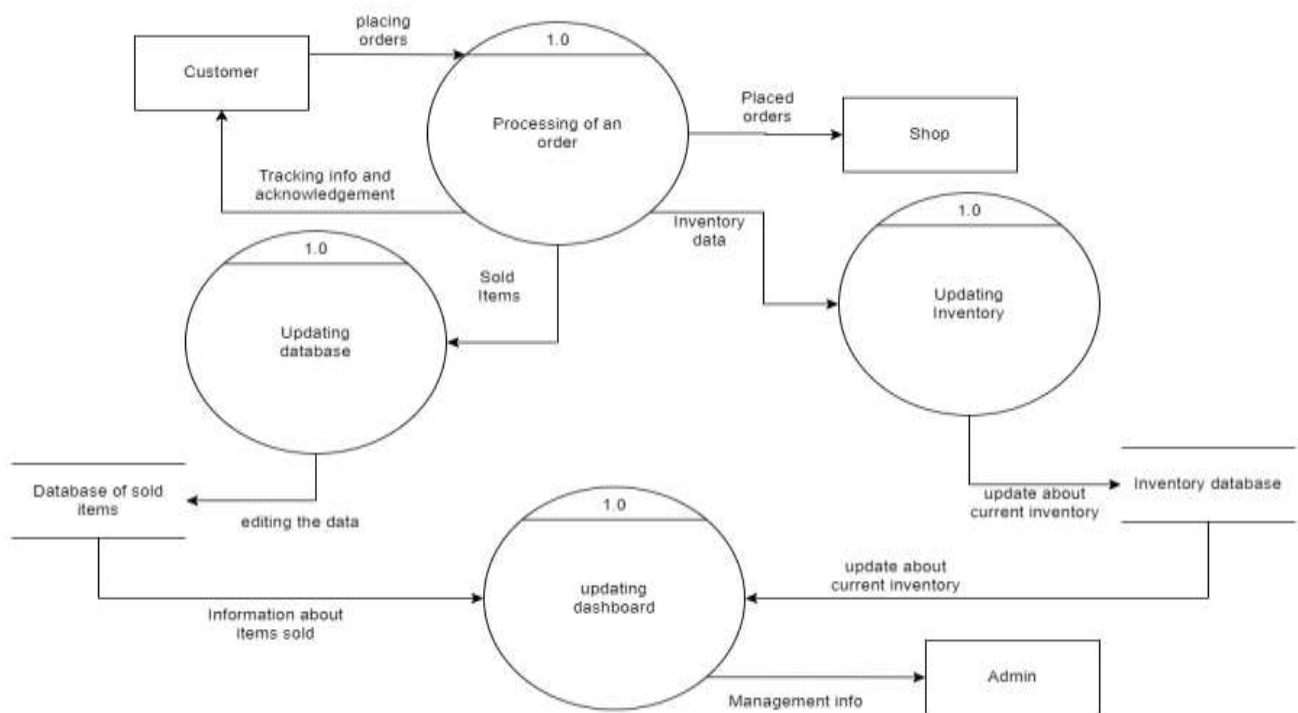 placing
orders
1.0
Customer
Processing of an
order
Placed
orders
Shop
Tracking info and
acknowledgement
Inventory
data
1.0
1.0
Sold
Items
Updating
Inventory
Updating
database
Database of sold
items
editing the data
1.0
update about
current inventory
Inventory database
updating
dashboard
update about
current inventory
Information about
items sold
Management info
Admin